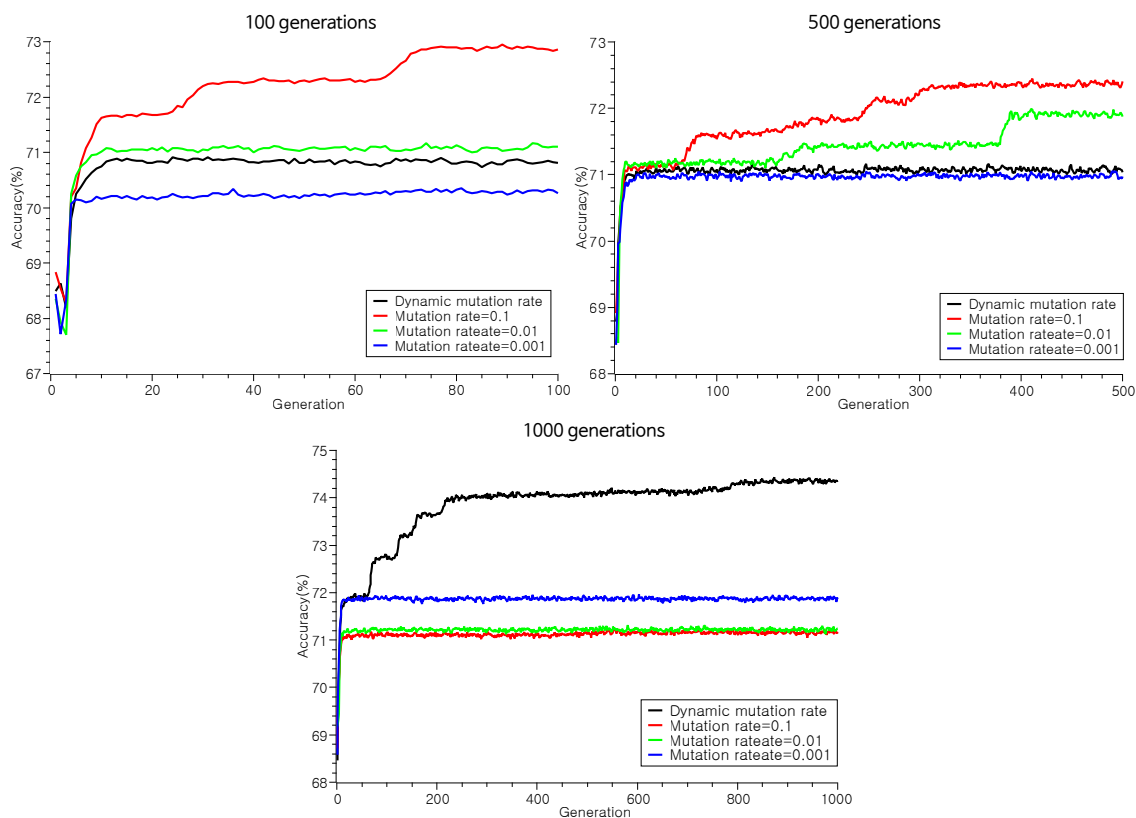 100 generations
73
72
71
70
69
68
67
Accuracy(%)
0
20
40
60
80
100
Generation
Dynamic mutation rate
Mutation rate=0.1
Mutation rateate=0.01
Mutation rateate=0.001
500 generations
73
72
71
70
69
68
Accuracy(%)
0
100
200
300
400
500
Generation
Dynamic mutation rate
Mutation rate=0.1
Mutation rateate=0.01
Mutation rateate=0.001
1000 generations
75
74
73
72
71
70
69
68
Accuracy(%)
0
200
400
600
800
1000
Generation
Dynamic mutation rate
Mutation rate=0.1
Mutation rateate=0.01
Mutation rateate=0.001